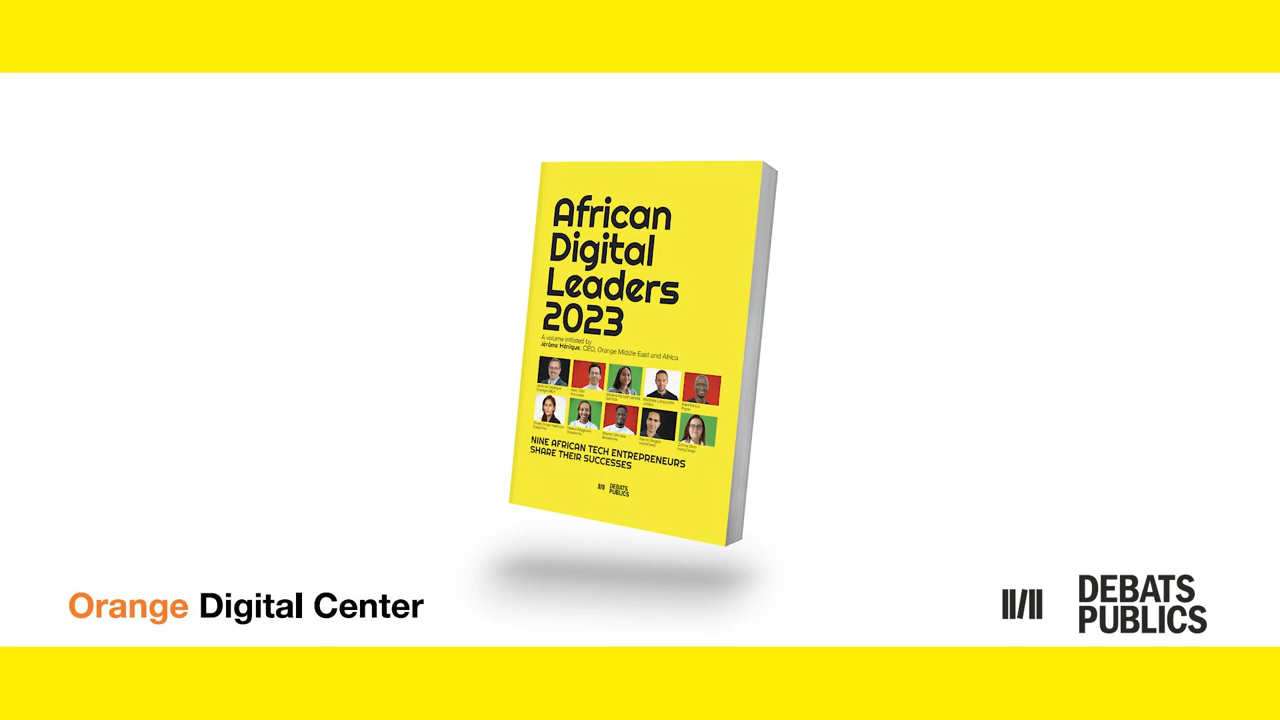 African
Digital
Leaders
2023
A volume initiated by
Jérôme Hénique, CEO, Orange Middle East and Africa
NINE AFRICAN TECH ENTREPRENEURS
SHARE THEIR SUCCESSES
DEBATS
PUBLICS
Orange Digital Center
DEBATS
PUBLICS